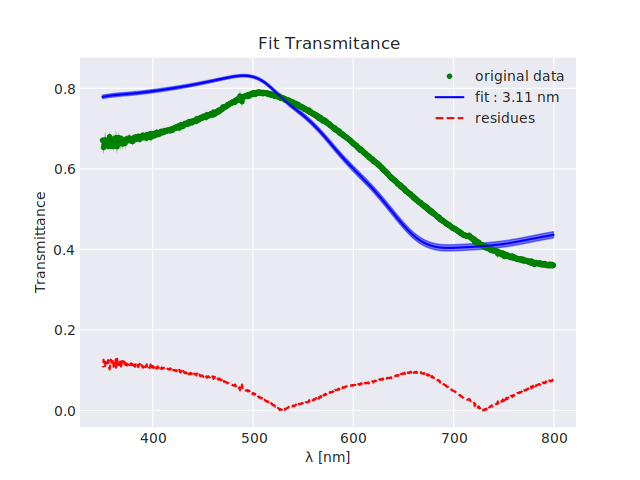 Fit Transmitance
original data
fit : 3.11 nm
residues
Transmittance
0.8
0.6
0.4
0.2
0.0
400 500 600 700 800
λ [nm]